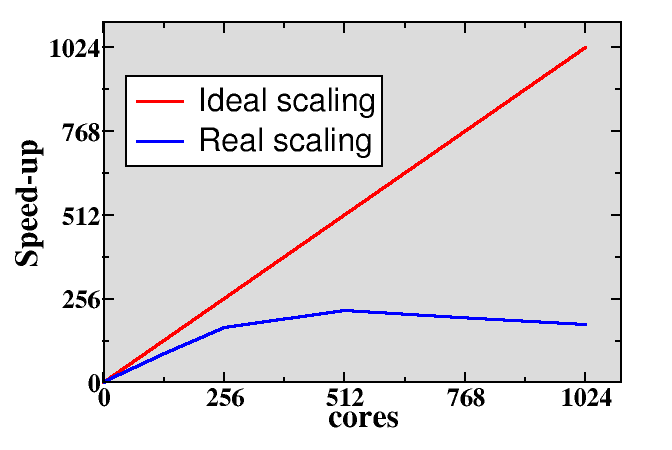 1024
768
512
256
0
Speed-up
Ideal scaling
Real scaling
0 256 512 768 1024
cores